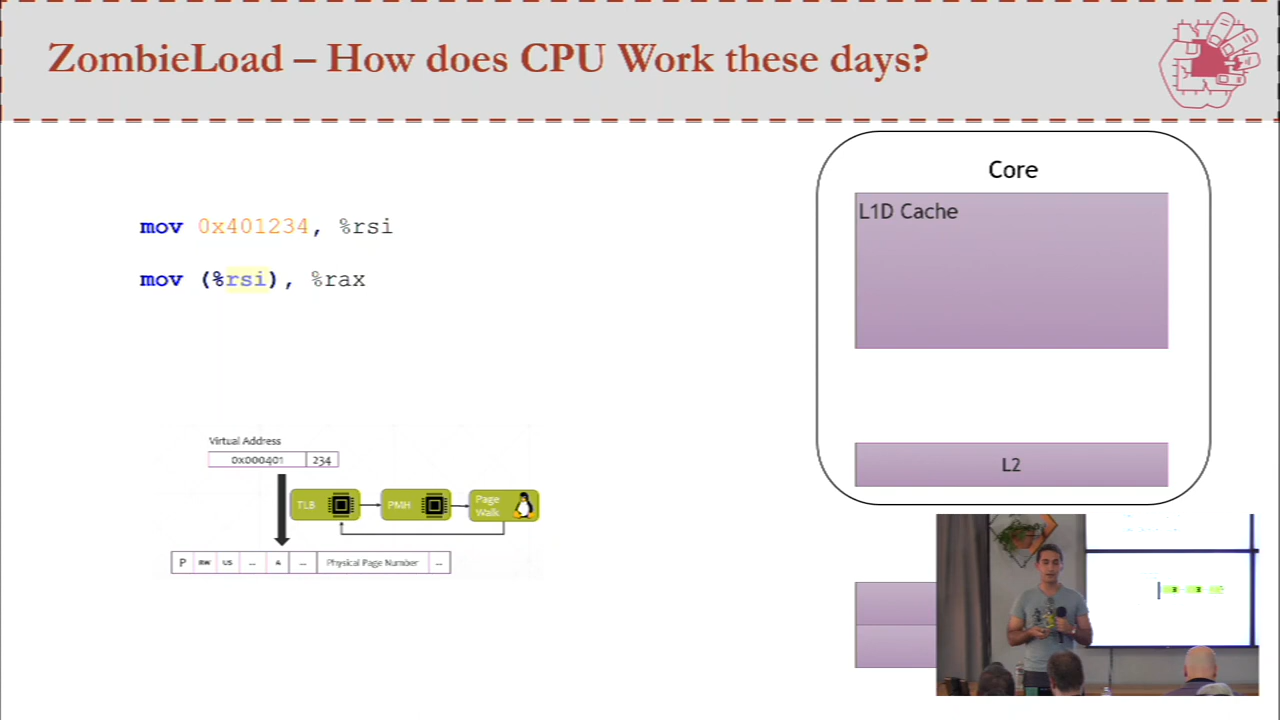 ZombieLoad – How does CPU Work these days?
mov 0x401234, %rsi
mov (%rsi), %rax
Core
L1D Cache
L2
Virtual Address
0x000401 234
TLB PMH Page Walk
P RW US ... A ... Physical Page Number ...